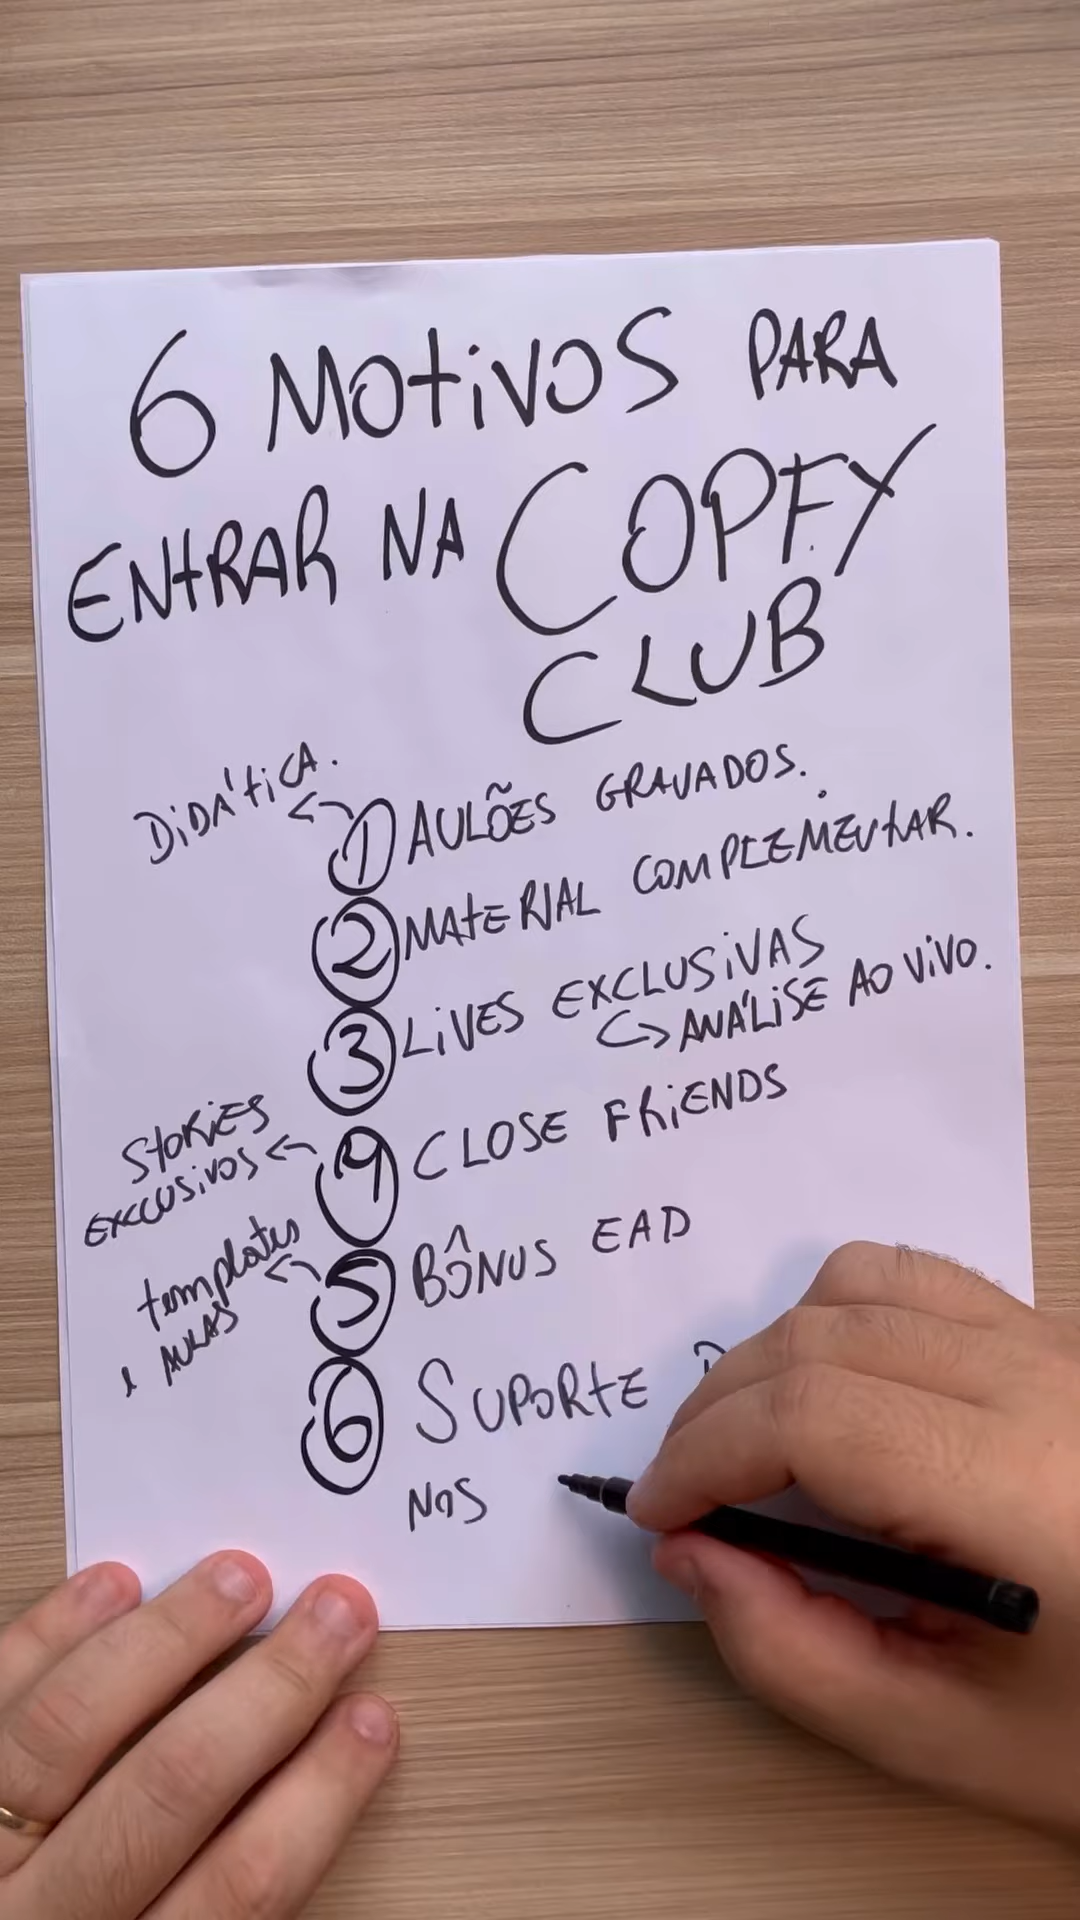 6 MOTIVOS PARA
ENTRAR NA COPFY
CLUB
DIDÁTICA.
1 AULÕES GRAVADOS.
2 MATERIAL COMPLEMENTAR.
3 LIVES EXCLUSIVAS
ANÁLISE AO VIVO.
STORIES
EXCLUSIVOS
4 CLOSE FRIENDS
templates
e AULAS
5 BÔNUS EAD
6 SUPORTE
NOS